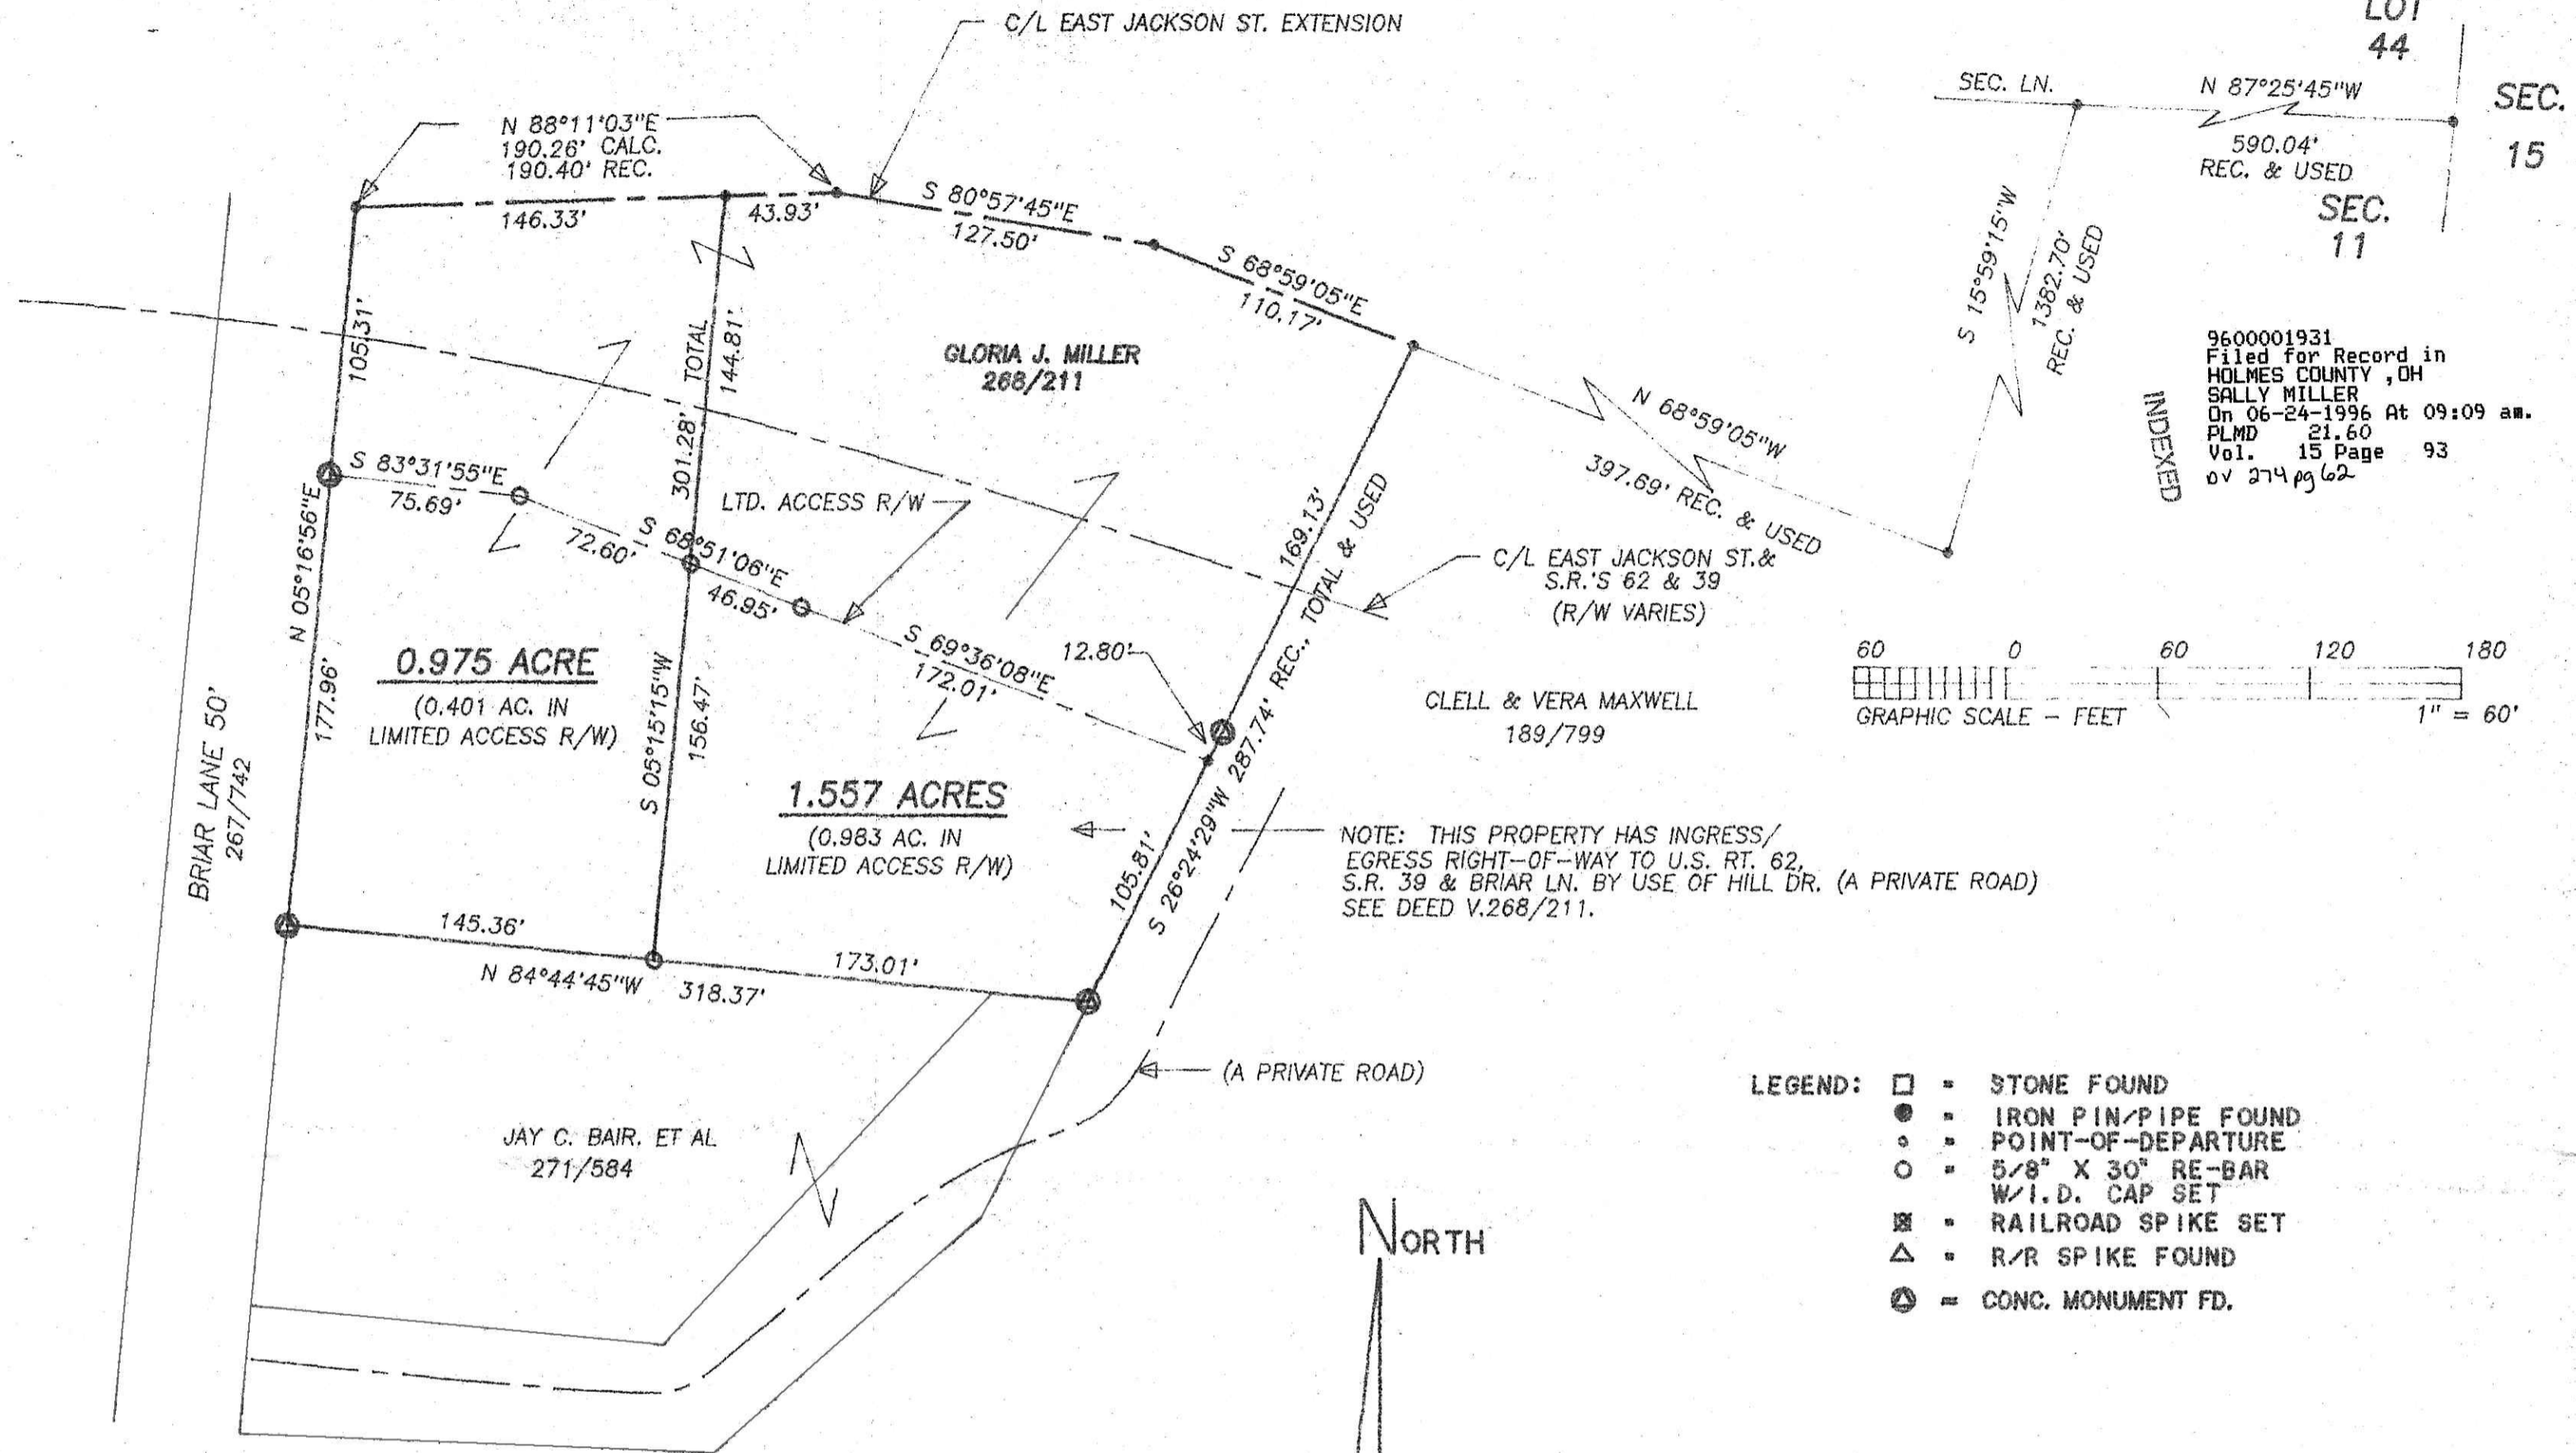 C/L EAST JACKSON ST. EXTENSION
LOT
44
SEC. LN.
N 87°25'45"W
590.04'
REC. & USED
SEC.
15
SEC.
11
N 88°11'03"E
190.26' CALC.
190.40' REC.
146.33'
43.93'
S 80°57'45"E
127.50'
S 68°59'05"E
110.17'
S 15°59'15"W
1382.70'
REC. & USED
9600001931
Filed for Record in
HOLMES COUNTY ,OH
SALLY MILLER
On 06-24-1996 At 09:09 am.
PLMD 21.60
Vol. 15 Page 93
DV 274 pg 62
INDEXED
105.31'
301.28' TOTAL
144.81'
GLORIA J. MILLER
268/211
N 68°59'05"W
397.69' REC. & USED
S 83°31'55"E
75.69'
72.60'
S 68°51'06"E
46.95'
LTD. ACCESS R/W
S 69°36'08"E
172.01'
12.80'
169.13'
S 26°24'29"W 287.74' REC., TOTAL & USED
105.81'
C/L EAST JACKSON ST.&
S.R.'S 62 & 39
(R/W VARIES)
CLELL & VERA MAXWELL
189/799
60 0 60 120 180
GRAPHIC SCALE - FEET
1" = 60'
N 05°16'56"E
177.96'
0.975 ACRE
(0.401 AC. IN
LIMITED ACCESS R/W)
S 05°15'15"W
156.47'
1.557 ACRES
(0.983 AC. IN
LIMITED ACCESS R/W)
BRIAR LANE 50'
267/742
NOTE: THIS PROPERTY HAS INGRESS/
EGRESS RIGHT-OF-WAY TO U.S. RT. 62,
S.R. 39 & BRIAR LN. BY USE OF HILL DR. (A PRIVATE ROAD)
SEE DEED V.268/211.
145.36'
173.01'
N 84°44'45"W 318.37'
(A PRIVATE ROAD)
JAY C. BAIR. ET AL
271/584
NORTH
LEGEND:
= STONE FOUND
= IRON PIN/PIPE FOUND
= POINT-OF-DEPARTURE
= 5/8" X 30" RE-BAR
W/I.D. CAP SET
= RAILROAD SPIKE SET
= R/R SPIKE FOUND
= CONC. MONUMENT FD.